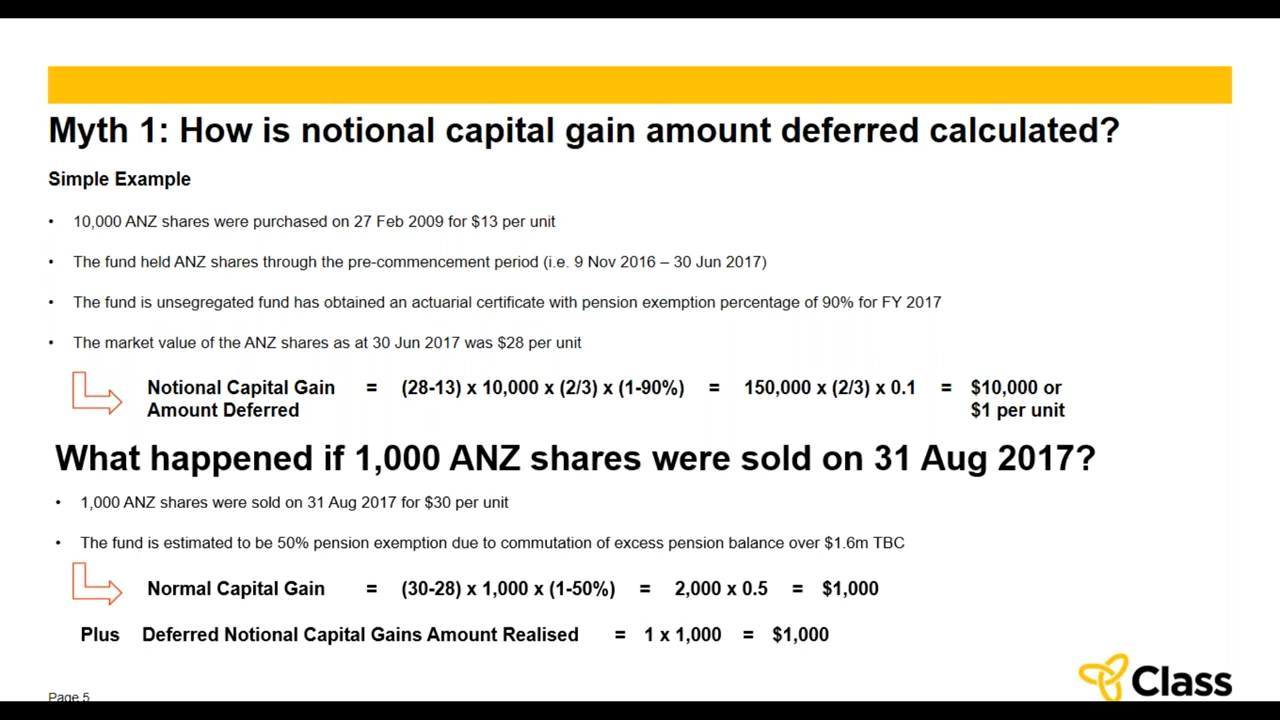 Myth 1: How is notional capital gain amount deferred calculated?
Simple Example
• 10,000 ANZ shares were purchased on 27 Feb 2009 for $13 per unit
• The fund held ANZ shares through the pre-commencement period (i.e. 9 Nov 2016 – 30 Jun 2017)
• The fund is unsegregated fund has obtained an actuarial certificate with pension exemption percentage of 90% for FY 2017
• The market value of the ANZ shares as at 30 Jun 2017 was $28 per unit
Notional Capital Gain = (28-13) x 10,000 x (2/3) x (1-90%) = 150,000 x (2/3) x 0.1 = $10,000 or
Amount Deferred $1 per unit
What happened if 1,000 ANZ shares were sold on 31 Aug 2017?
• 1,000 ANZ shares were sold on 31 Aug 2017 for $30 per unit
• The fund is estimated to be 50% pension exemption due to commutation of excess pension balance over $1.6m TBC
Normal Capital Gain = (30-28) x 1,000 x (1-50%) = 2,000 x 0.5 = $1,000
Plus Deferred Notional Capital Gains Amount Realised = 1 x 1,000 = $1,000
Page 5
Class